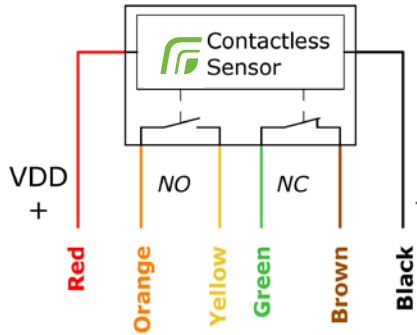 Contactless
Sensor
VDD
+
NO
NC
-
Red
Orange
Yellow
Green
Brown
Black